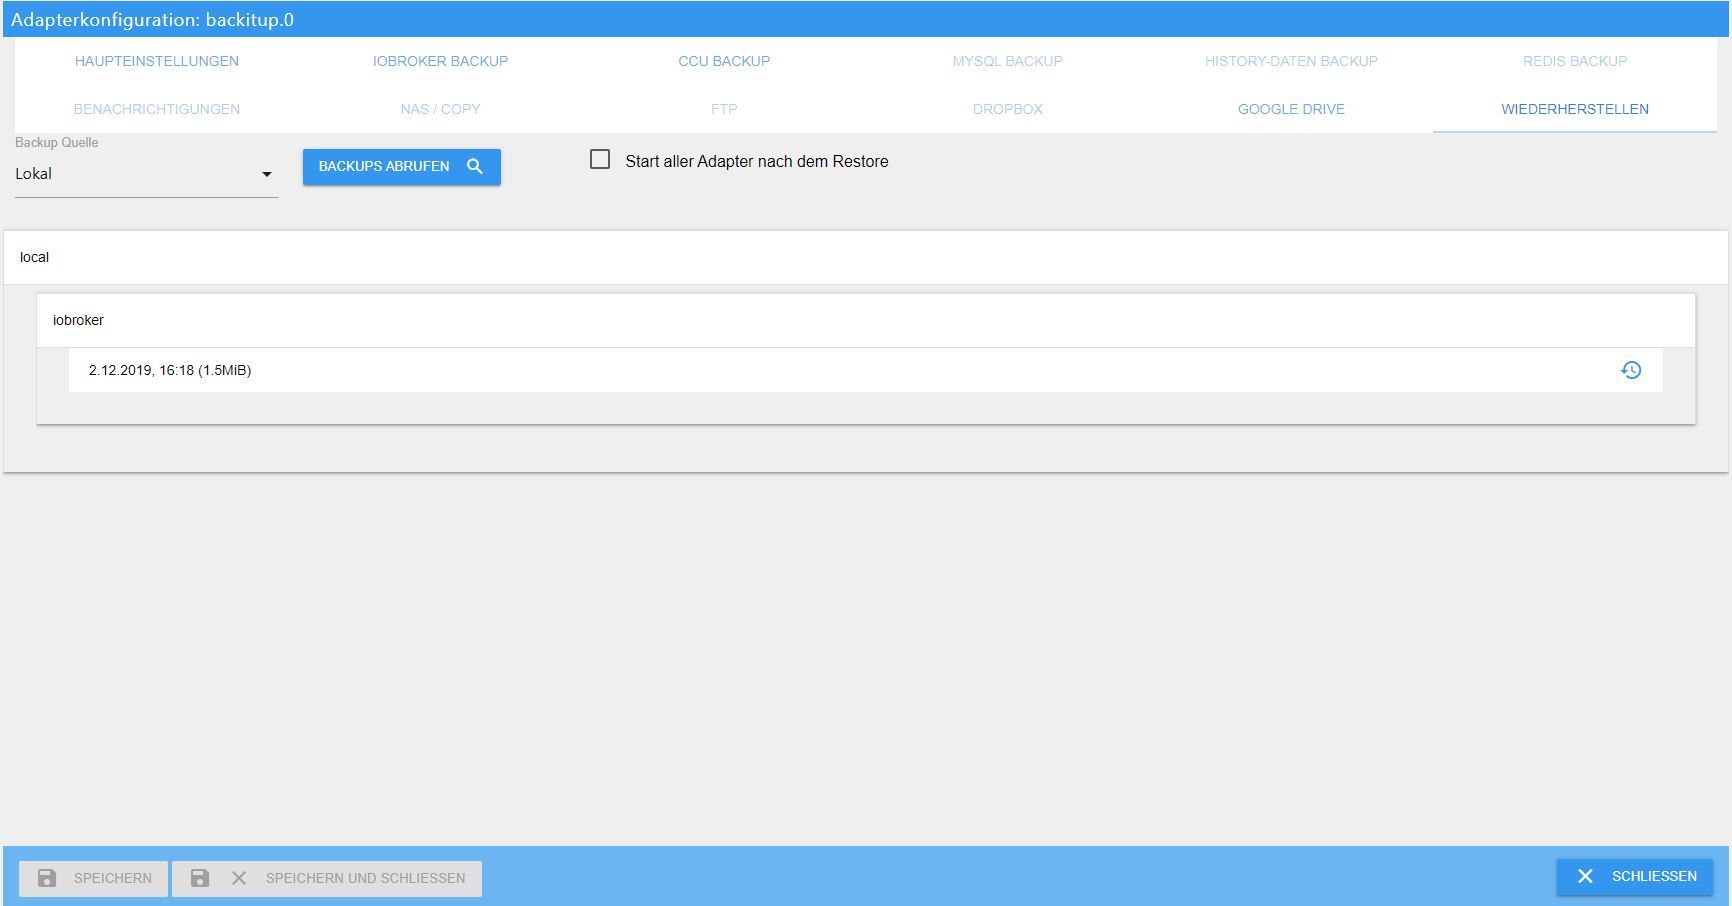 Adapterkonfiguration: backitup.0
HAUPTEINSTELLUNGEN IOBROKER BACKUP CCU BACKUP MYSQL BACKUP HISTORY-DATEN BACKUP REDIS BACKUP
BENACHRICHTIGUNGEN NAS / COPY FTP DROPBOX GOOGLE DRIVE WIEDERHERSTELLEN
Backup Quelle
Lokal BACKUPS ABRUFEN Start aller Adapter nach dem Restore
local
iobroker
2.12.2019, 16:18 (1.5MiB)
SPEICHERN SPEICHERN UND SCHLIESSEN SCHLIESSEN